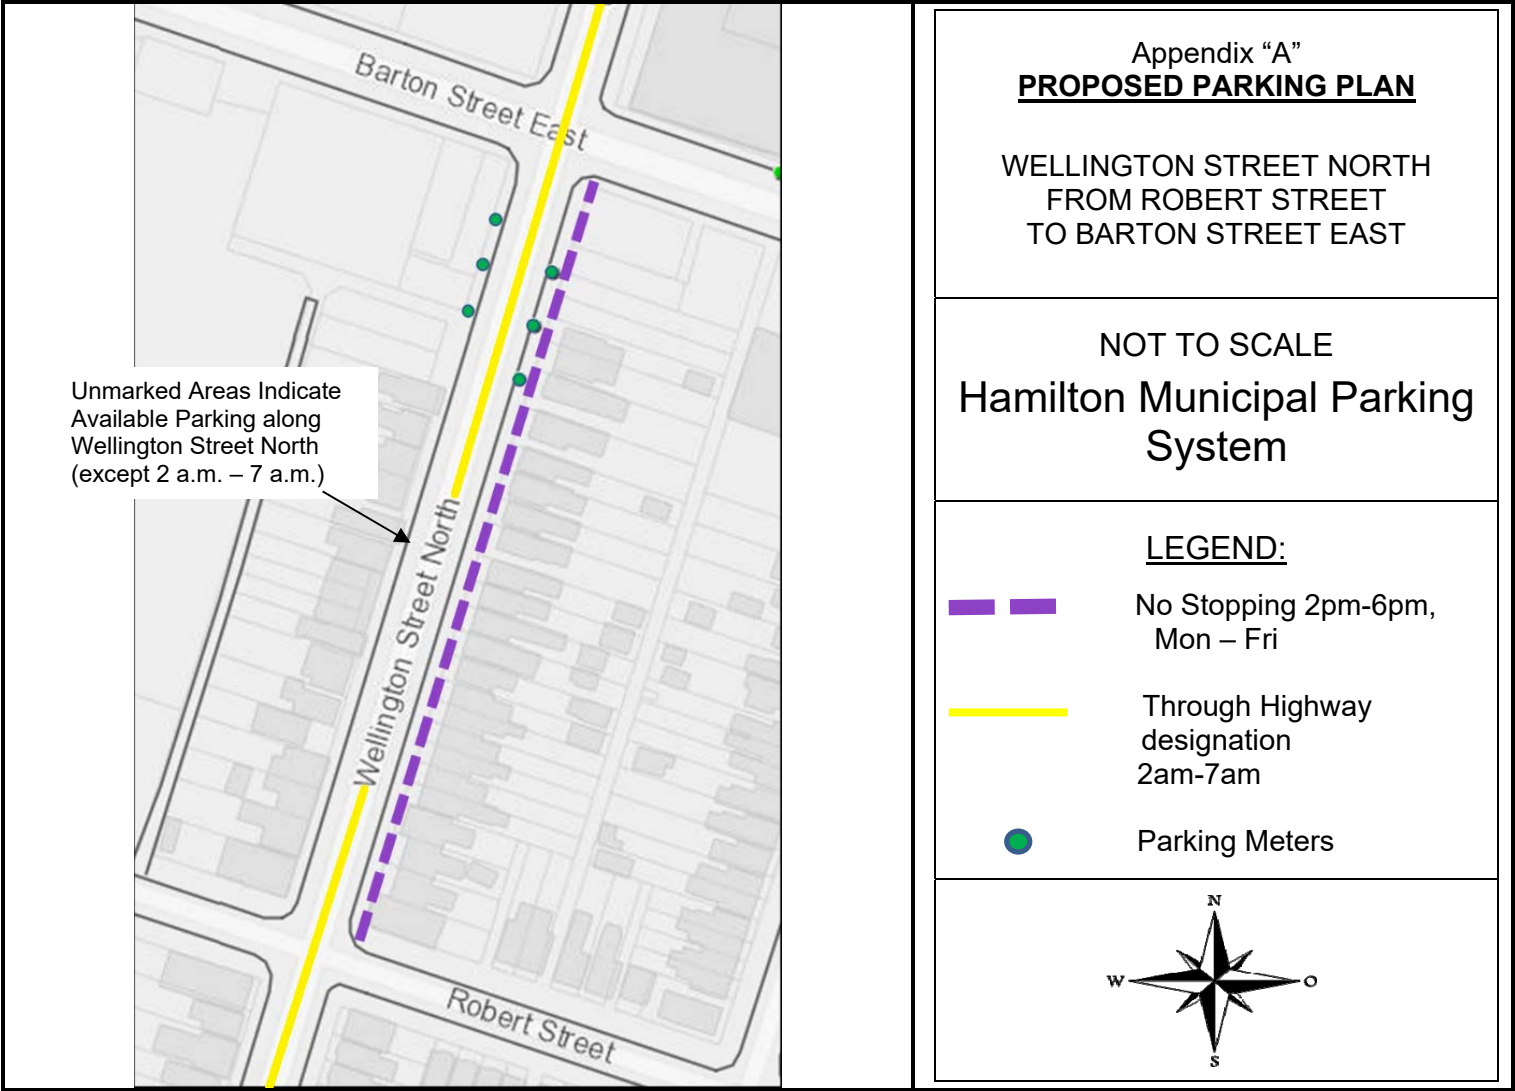 Barton Street East
Unmarked Areas Indicate
Available Parking along
Wellington Street North
(except 2 a.m. – 7 a.m.)
Wellington Street North
Robert Street
Appendix “A”
PROPOSED PARKING PLAN
WELLINGTON STREET NORTH
FROM ROBERT STREET
TO BARTON STREET EAST
NOT TO SCALE
Hamilton Municipal Parking
System
LEGEND:
No Stopping 2pm-6pm,
Mon – Fri
Through Highway
designation
2am-7am
Parking Meters
N
W
O
S